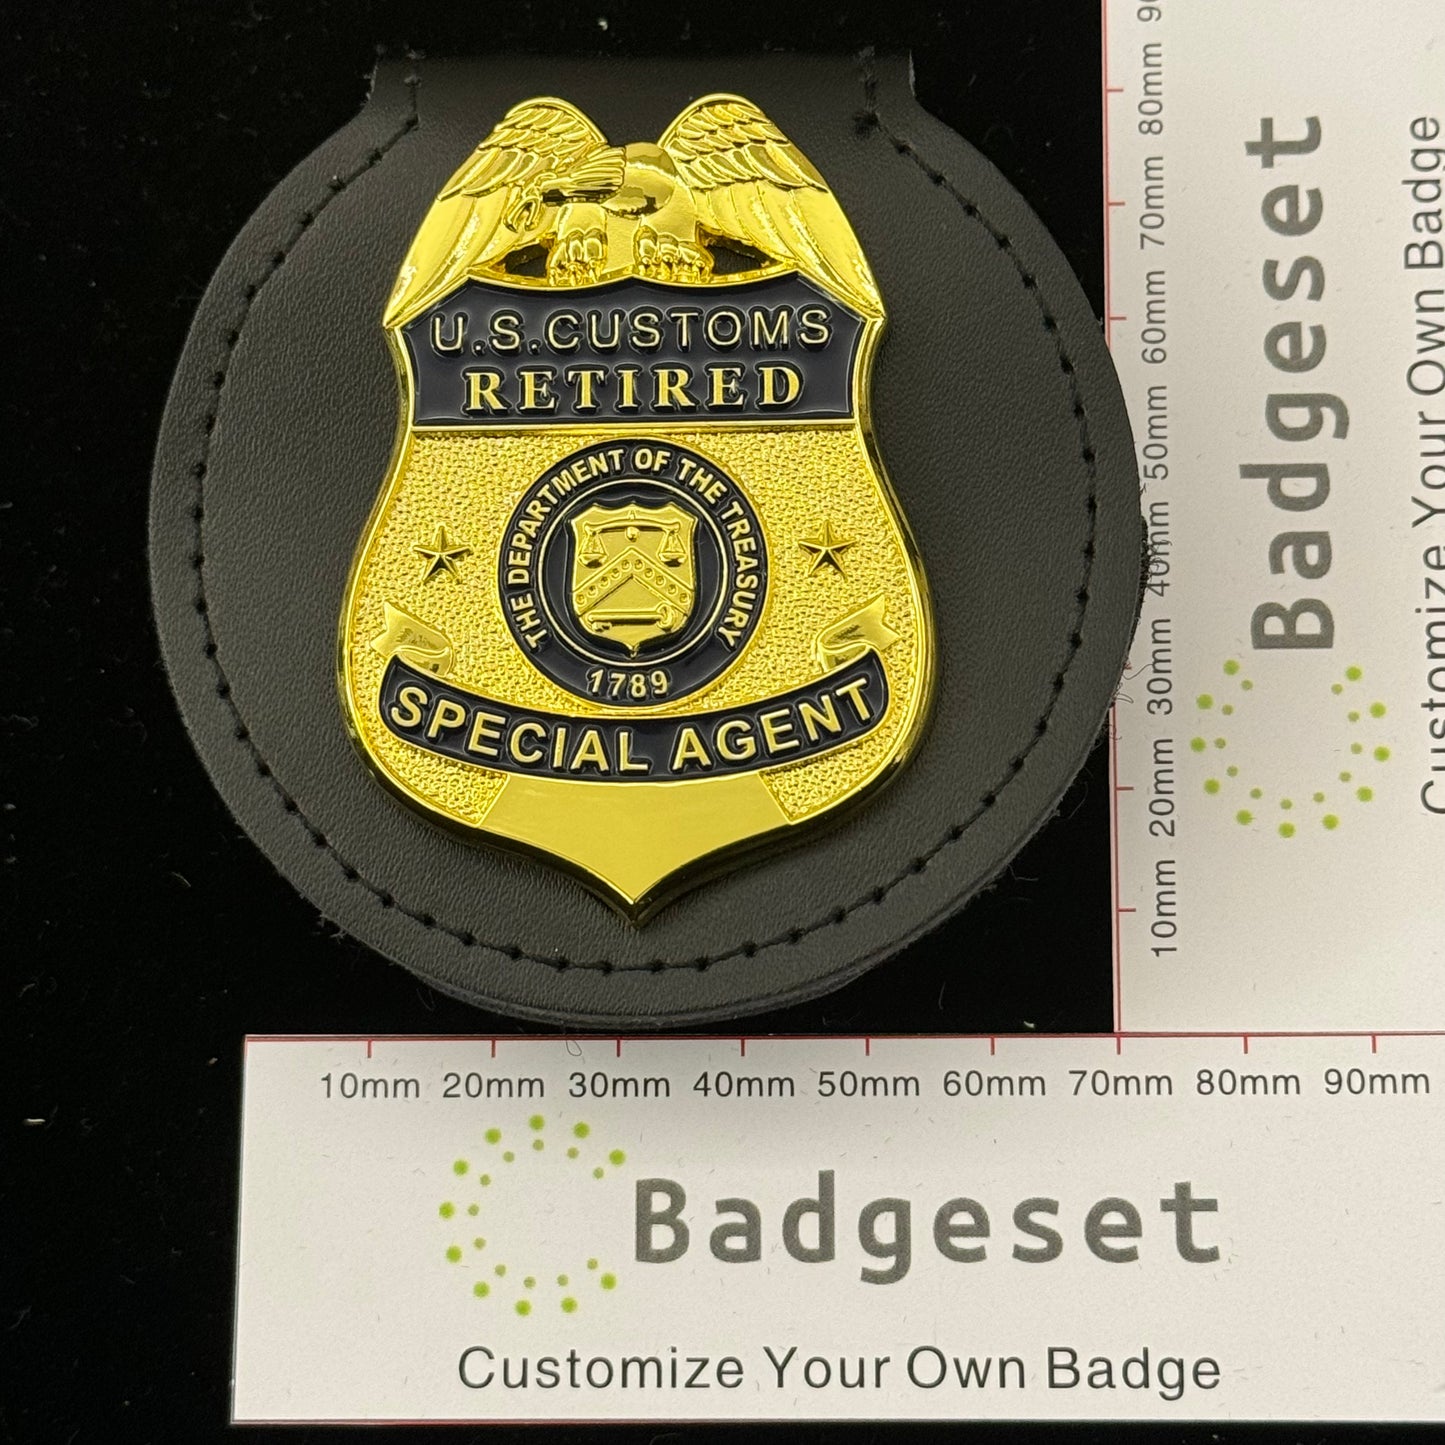 U.S.CUSTOMS
RETIRED
THE DEPARTMENT OF THE TREASURY
1789
SPECIAL AGENT
80mm
70mm
60mm
50mm
40mm
30mm
20mm
10mm
Badgeset
Customize Your Own Badge
10mm 20mm 30mm 40mm 50mm 60mm 70mm 80mm 90mm
Badgeset
Customize Your Own Badge